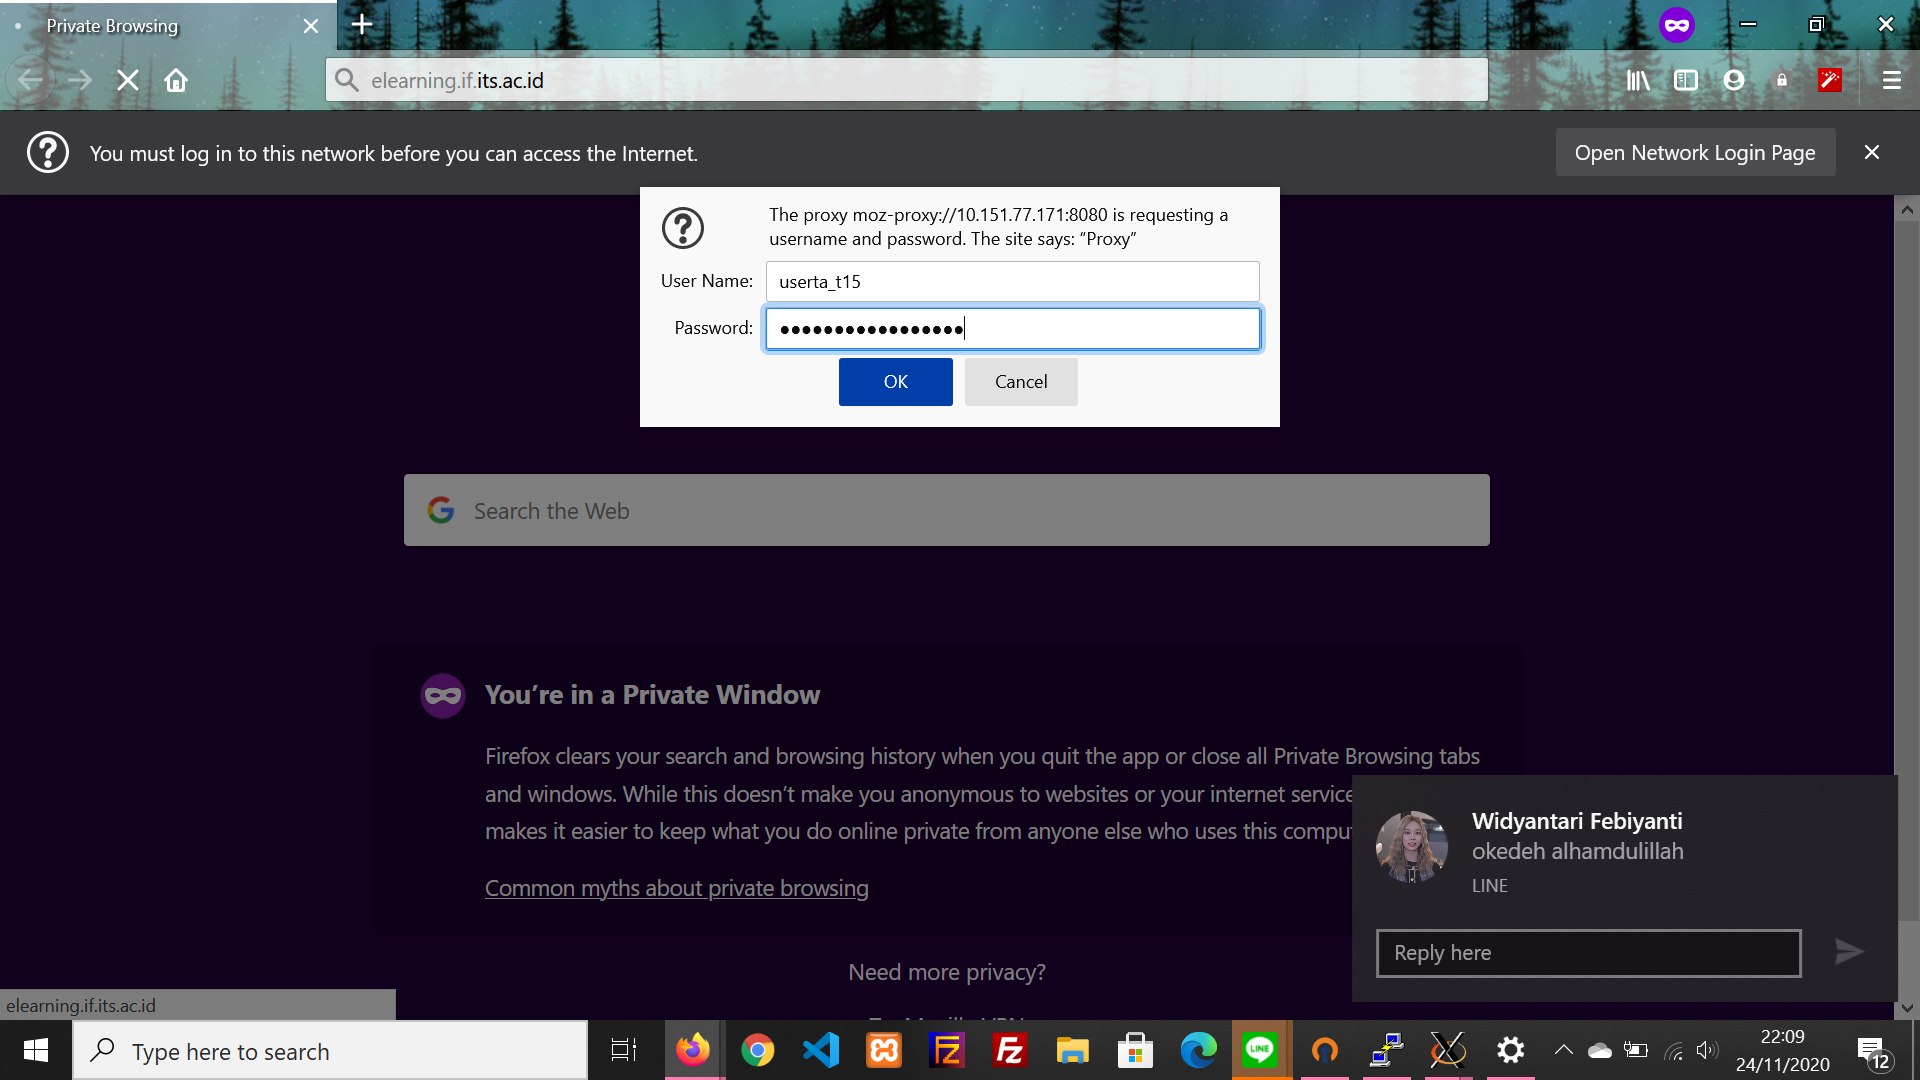 Private Browsing
elearning.if.its.ac.id
You must log in to this network before you can access the Internet.
Open Network Login Page
The proxy moz-proxy://10.151.77.171:8080 is requesting a
username and password. The site says: “Proxy”
User Name:
userta_t15
Password:
●●●●●●●●●●●●●●●●●
OK
Cancel
Search the Web
You’re in a Private Window
Firefox clears your search and browsing history when you quit the app or close all Private Browsing tabs
and windows. While this doesn’t make you anonymous to websites or your internet service
makes it easier to keep what you do online private from anyone else who uses this
Common myths about private browsing
Widyantari Febiyanti
okedeh alhamdulillah
LINE
Reply here
Need more privacy?
elearning.if.its.ac.id
Type here to search
LINE
22:09
24/11/2020
12